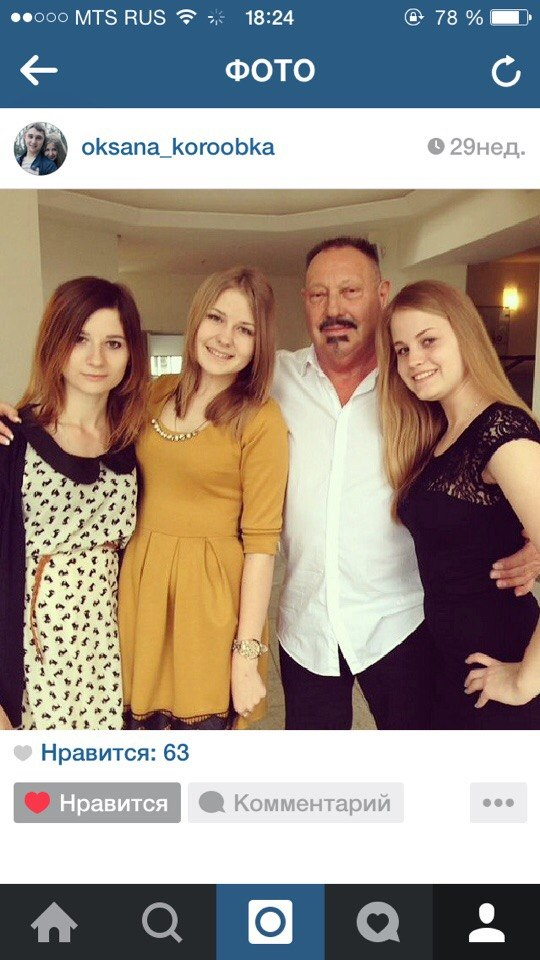 MTS RUS 18:24 78 %
ФОТО
oksana_koroobka 29нед.
Нравится: 63
Нравится Комментарий